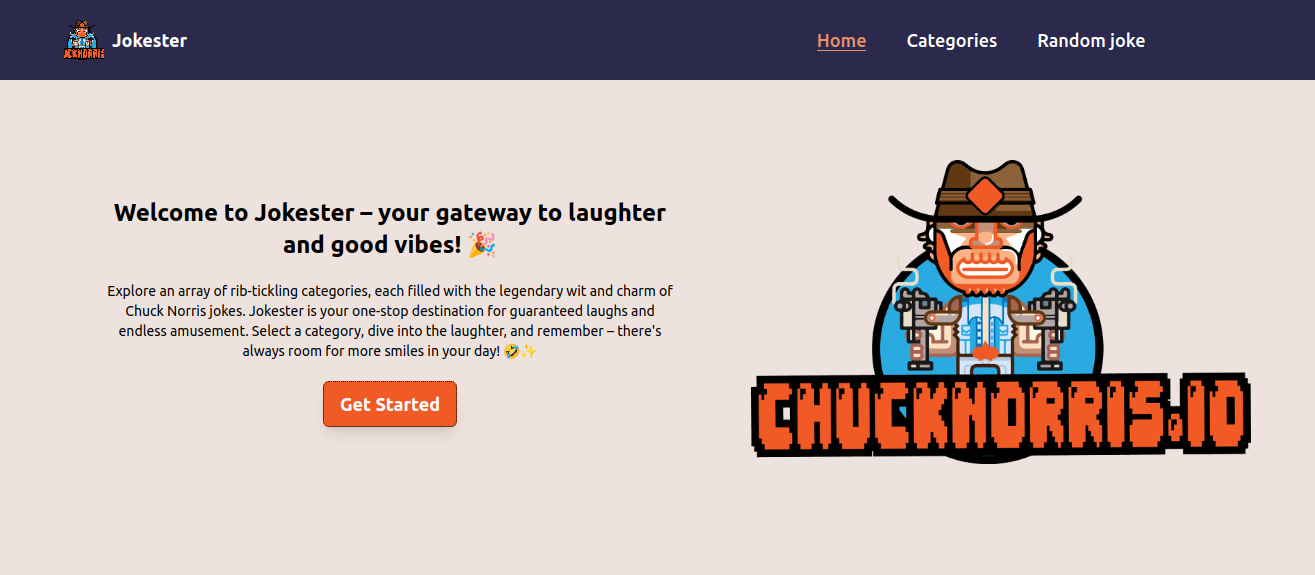 Jokester
Home Categories Random joke
Welcome to Jokester – your gateway to laughter
and good vibes! 🎉
Explore an array of rib-tickling categories, each filled with the legendary wit and charm of
Chuck Norris jokes. Jokester is your one-stop destination for guaranteed laughs and
endless amusement. Select a category, dive into the laughter, and remember – there's
always room for more smiles in your day! 🤣✨
Get Started
CHUCKNORRIS.IO